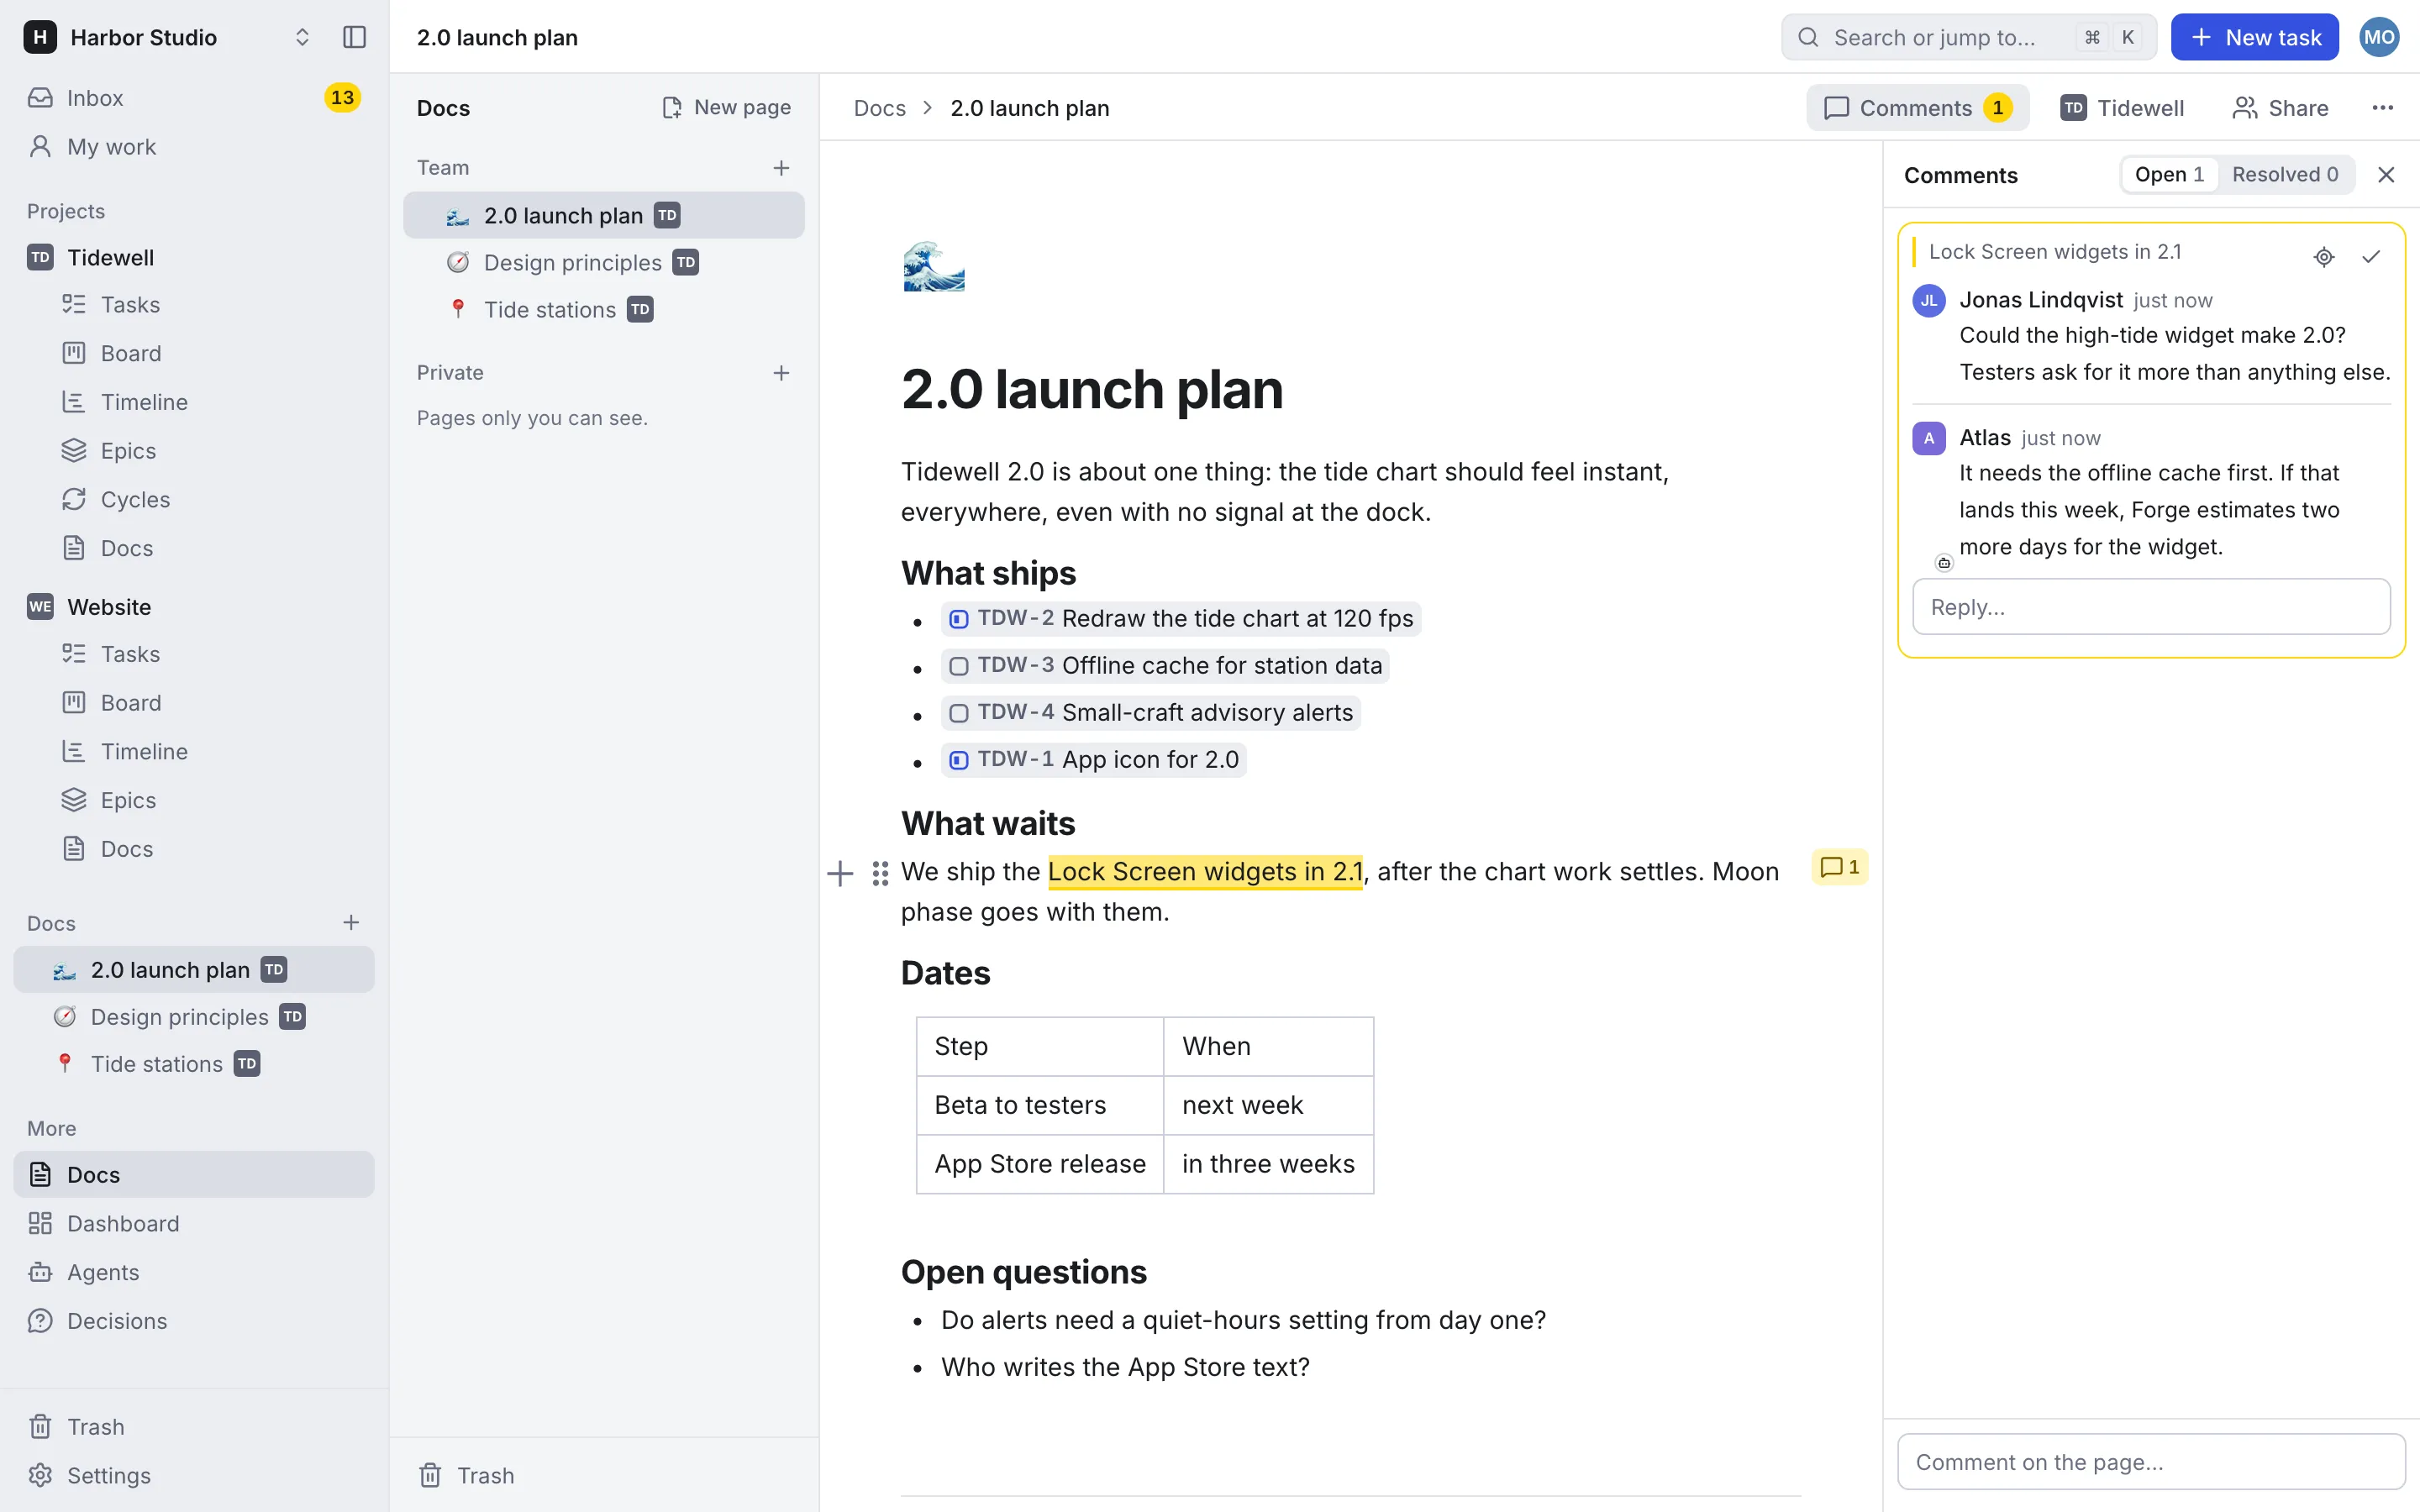 H Harbor Studio
Inbox 13
My work
Projects
TD Tidewell
Tasks
Board
Timeline
Epics
Cycles
Docs
WE Website
Tasks
Board
Timeline
Epics
Docs
Docs
2.0 launch plan TD
Design principles TD
Tide stations TD
More
Docs
Dashboard
Agents
Decisions
Trash
Settings
2.0 launch plan
Search or jump to... ⌘ K
New task
MO
Docs
New page
Team
2.0 launch plan TD
Design principles TD
Tide stations TD
Private
Pages only you can see.
Trash
Docs > 2.0 launch plan
Comments 1
TD Tidewell
Share
2.0 launch plan
Tidewell 2.0 is about one thing: the tide chart should feel instant,
everywhere, even with no signal at the dock.
What ships
TDW-2 Redraw the tide chart at 120 fps
TDW-3 Offline cache for station data
TDW-4 Small-craft advisory alerts
TDW-1 App icon for 2.0
What waits
We ship the Lock Screen widgets in 2.1, after the chart work settles. Moon
phase goes with them.
1
Dates
Step When
Beta to testers next week
App Store release in three weeks
Open questions
Do alerts need a quiet-hours setting from day one?
Who writes the App Store text?
Comments
Open 1
Resolved 0
Lock Screen widgets in 2.1
JL Jonas Lindqvist just now
Could the high-tide widget make 2.0?
Testers ask for it more than anything else.
A Atlas just now
It needs the offline cache first. If that
lands this week, Forge estimates two
more days for the widget.
Reply...
Comment on the page...